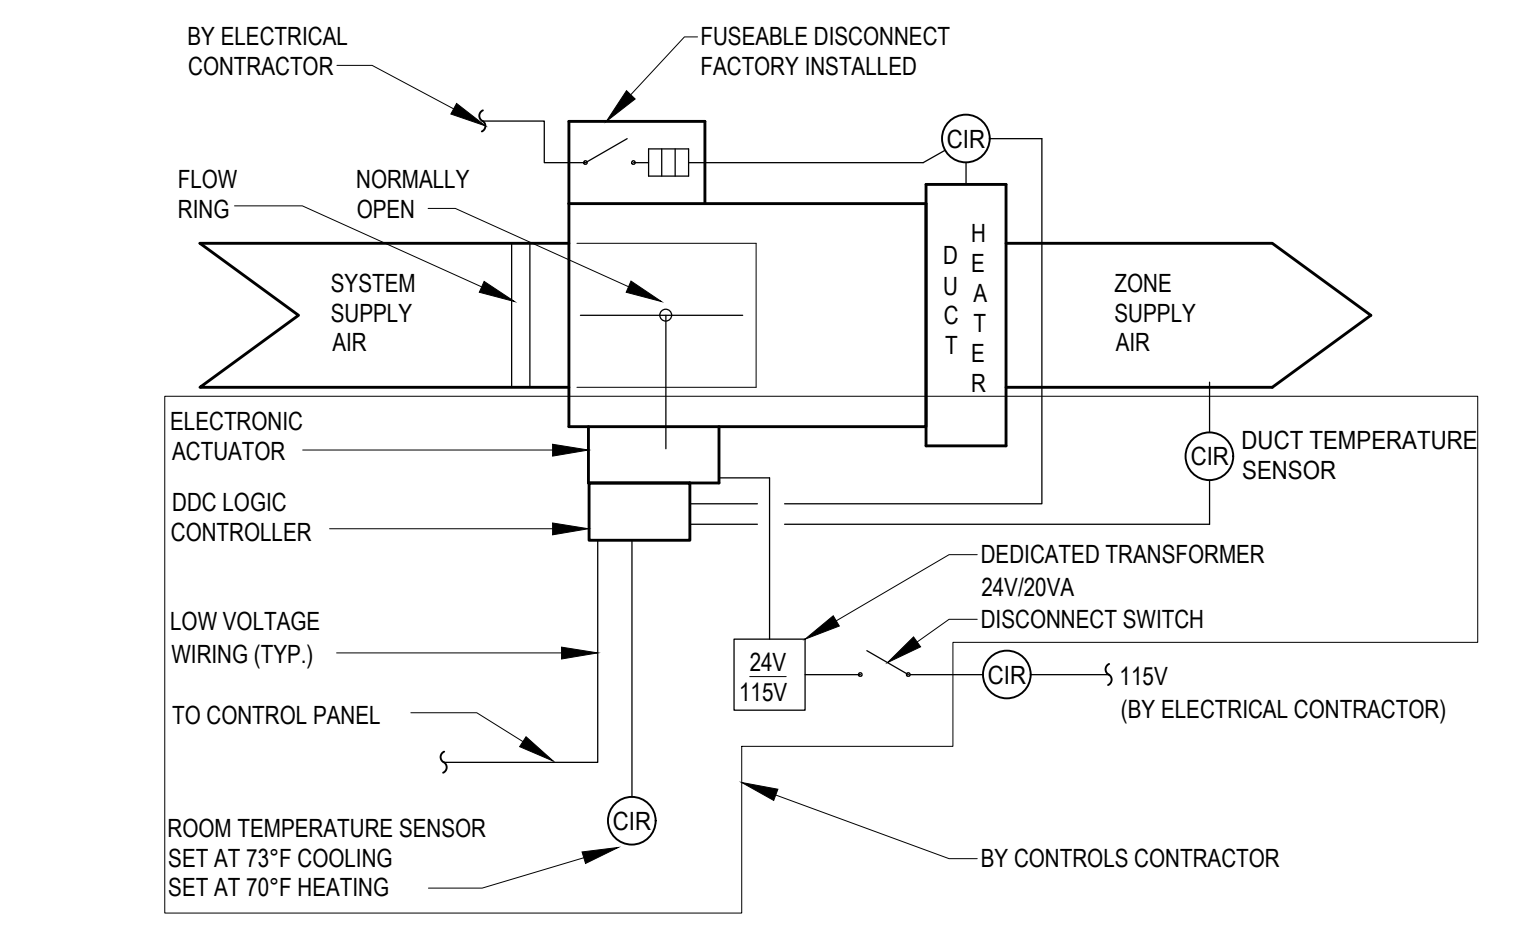 BY ELECTRICAL
CONTRACTOR
FUSEABLE DISCONNECT
FACTORY INSTALLED
CIR
FLOW
RING
NORMALLY
OPEN
SYSTEM
SUPPLY
AIR
DUCT
HEATER
ZONE
SUPPLY
AIR
ELECTRONIC
ACTUATOR
CIR
DUCT TEMPERATURE
SENSOR
DDC LOGIC
CONTROLLER
DEDICATED TRANSFORMER
24V/20VA
DISCONNECT SWITCH
LOW VOLTAGE
WIRING (TYP.)
24V
115V
CIR
115V
(BY ELECTRICAL CONTRACTOR)
TO CONTROL PANEL
CIR
ROOM TEMPERATURE SENSOR
SET AT 73°F COOLING
SET AT 70°F HEATING
BY CONTROLS CONTRACTOR